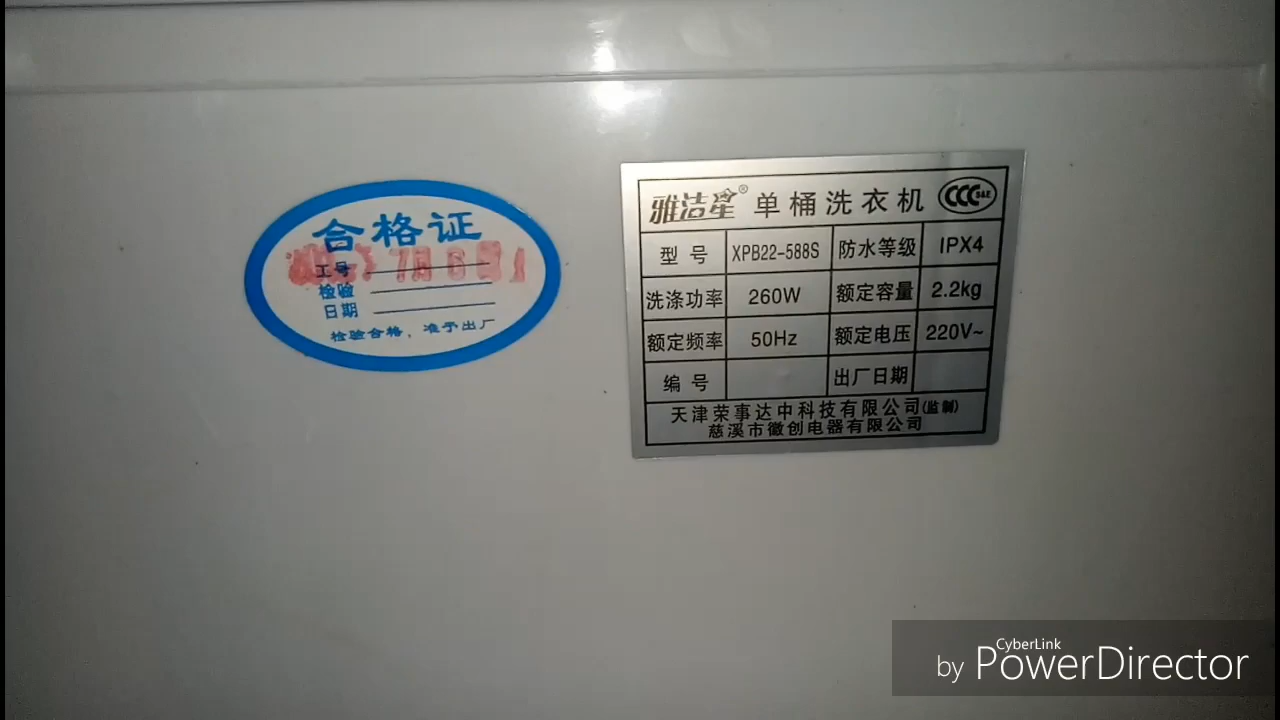 合格证
工号
检验
日期
检验合格，准予出厂
雅洁星® 单桶洗衣机 CCC S&E
型号 XPB22-588S 防水等级 IPX4
洗涤功率 260W 额定容量 2.2kg
额定频率 50Hz 额定电压 220V~
编号 出厂日期
天津荣事达中科技有限公司(监制)
慈溪市徽创电器有限公司
by CyberLink PowerDirector